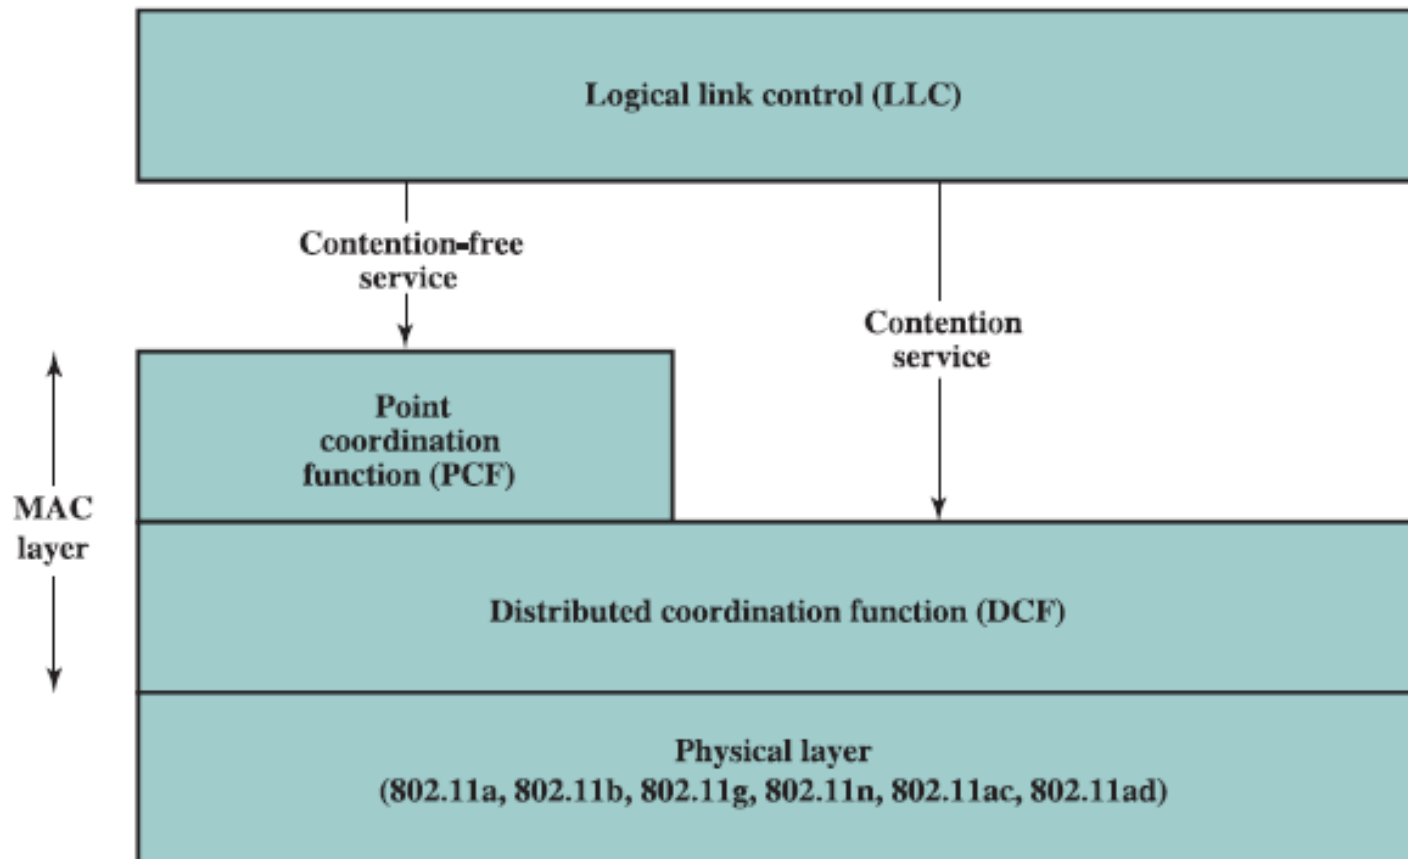 Logical link control (LLC)
Contention-free
service
Contention
service
Point
coordination
function (PCF)
MAC
layer
Distributed coordination function (DCF)
Physical layer
(802.11a, 802.11b, 802.11g, 802.11n, 802.11ac, 802.11ad)